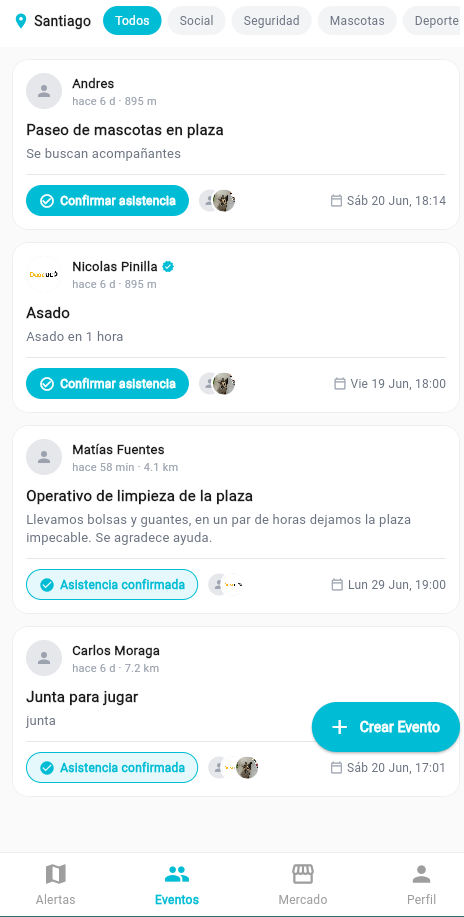 Santiago
Todos
Social
Seguridad
Mascotas
Deporte
Andres
hace 6 d · 895 m
Paseo de mascotas en plaza
Se buscan acompañantes
Confirmar asistencia
Sáb 20 Jun, 18:14
Nicolas Pinilla
hace 6 d · 895 m
Asado
Asado en 1 hora
Confirmar asistencia
Vie 19 Jun, 18:00
Matías Fuentes
hace 58 min · 4.1 km
Operativo de limpieza de la plaza
Llevamos bolsas y guantes, en un par de horas dejamos la plaza
impecable. Se agradece ayuda.
Asistencia confirmada
Lun 29 Jun, 19:00
Carlos Moraga
hace 6 d · 7.2 km
Junta para jugar
junta
Crear Evento
Asistencia confirmada
Sáb 20 Jun, 17:01
Alertas
Eventos
Mercado
Perfil